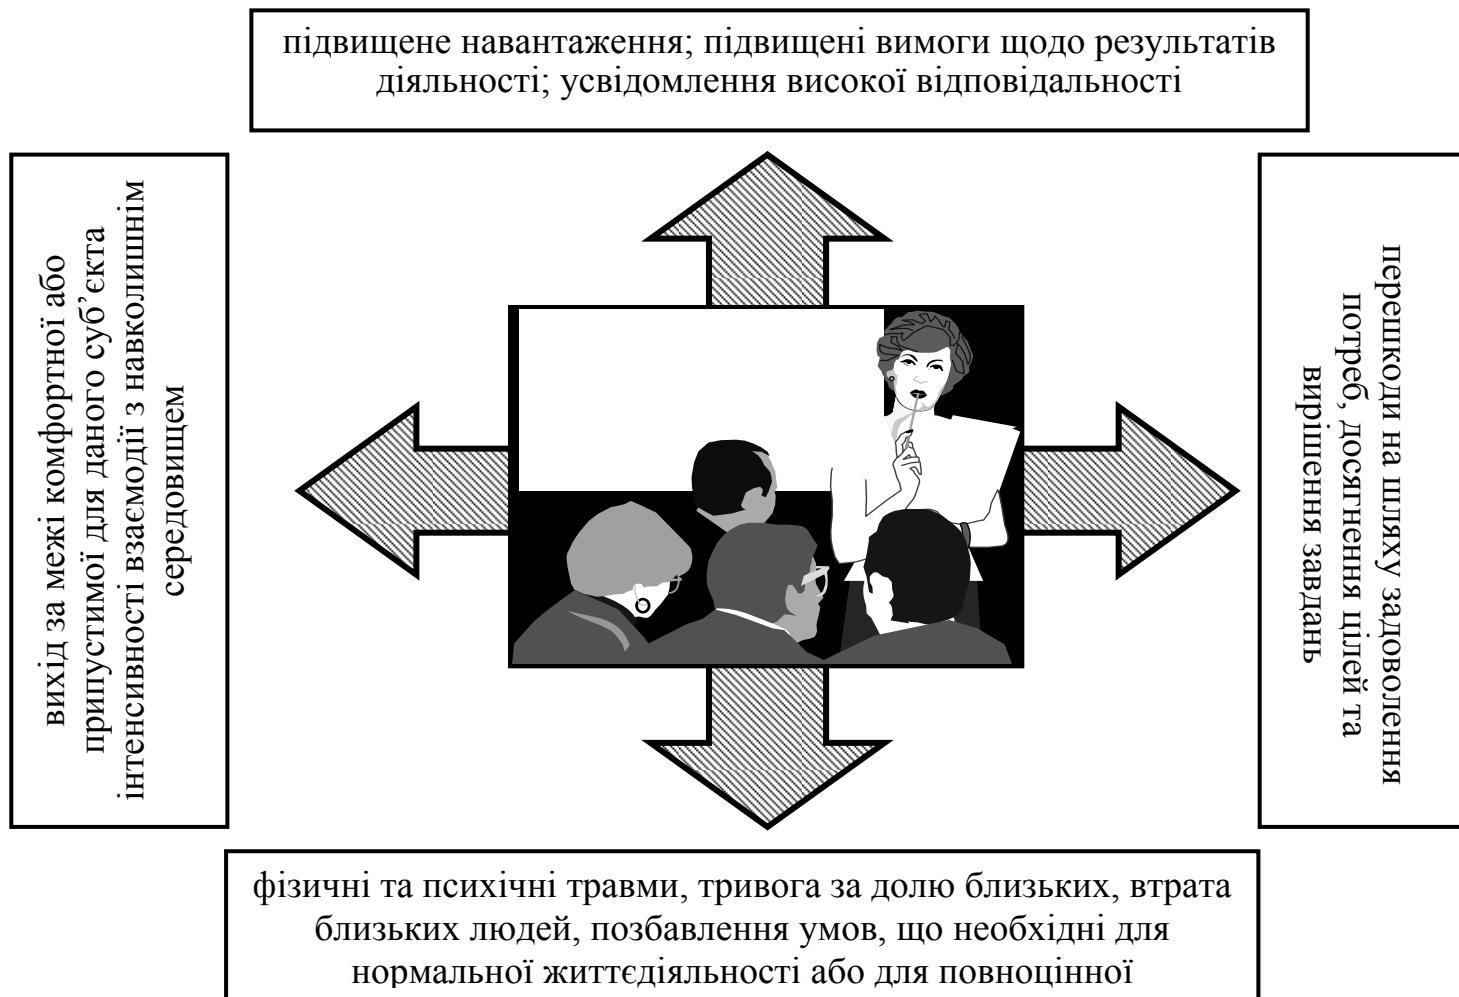 підвищене навантаження; підвищені вимоги щодо результатів
діяльності; усвідомлення високої відповідальності
вихід за межі комфортної або
припустимої для даного суб’єкта
інтенсивності взаємодії з навколишнім
середовищем
перешкоди на шляху задоволення
потреб, досягнення цілей та
вирішення завдань
фізичні та психічні травми, тривога за долю близьких, втрата
близьких людей, позбавлення умов, що необхідні для
нормальної життєдіяльності або для повноцінної